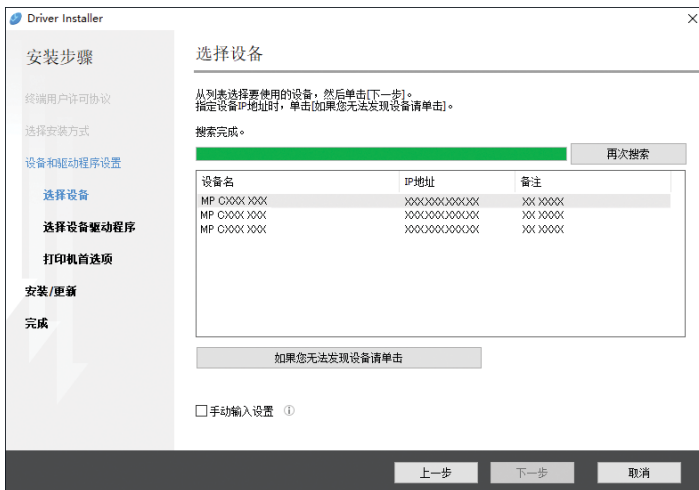 Driver Installer
安装步骤
终端用户许可协议
选择安装方式
设备和驱动程序设置
选择设备
选择设备驱动程序
打印机首选项
安装/更新
完成
选择设备
从列表选择要使用的设备，然后单击[下一步]。
指定设备IP地址时，单击[如果您无法发现设备请单击]。
搜索完成。
再次搜索
设备名 IP地址 备注
MP CXXX XXX XXX.XXX.XXX.XXX XX XXXX
MP CXXX XXX XXX.XXX.XXX.XXX XX XXXX
MP CXXX XXX XXX.XXX.XXX.XXX XX XXXX
如果您无法发现设备请单击
手动输入设置
上一步 下一步 取消